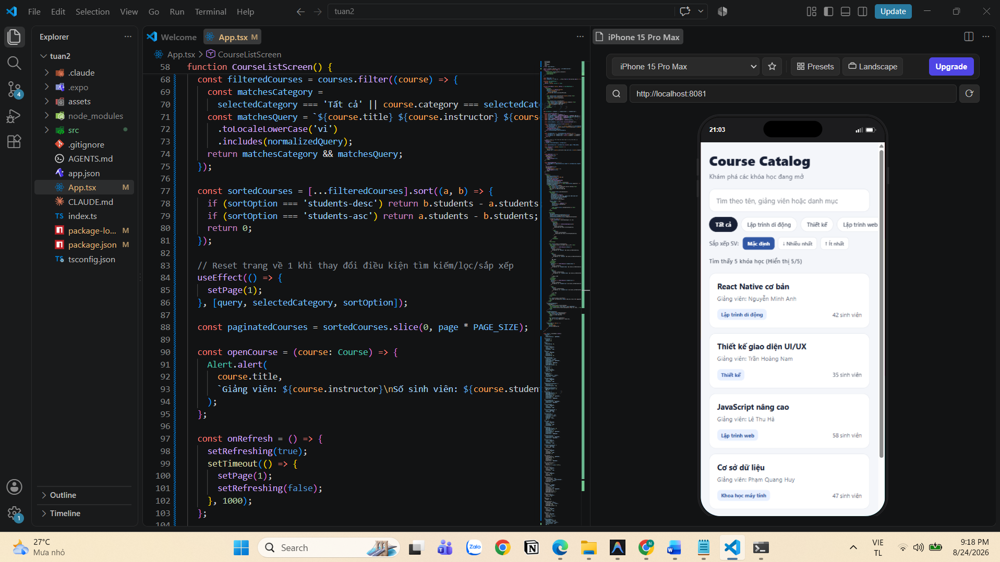 File Edit Selection View Go Run Terminal Help
tuan2
Update
Explorer
tuan2
.claude
.expo
assets
node_modules
src
.gitignore
AGENTS.md
app.json
App.tsx M
CLAUDE.md
index.ts
package-lo... M
package.json M
tsconfig.json
Outline
Timeline
4
1
Welcome
App.tsx M
App.tsx > CourseListScreen
58 function CourseListScreen() {
68 const filteredCourses = courses.filter((course) => {
69 const matchesCategory =
70 selectedCategory === 'Tất cả' || course.category === selectedCat
71 const matchesQuery = `${course.title} ${course.instructor} ${cours
72 .toLocaleLowerCase('vi')
73 .includes(normalizedQuery);
74 return matchesCategory && matchesQuery;
75 });
76
77 const sortedCourses = [...filteredCourses].sort((a, b) => {
78 if (sortOption === 'students-desc') return b.students - a.students
79 if (sortOption === 'students-asc') return a.students - b.students;
80 return 0;
81 });
82
83 // Reset trang về 1 khi thay đổi điều kiện tìm kiếm/lọc/sắp xếp
84 useEffect(() => {
85 setPage(1);
86 }, [query, selectedCategory, sortOption]);
87
88 const paginatedCourses = sortedCourses.slice(0, page * PAGE_SIZE);
89
90 const openCourse = (course: Course) => {
91 Alert.alert(
92 course.title,
93 `Giảng viên: ${course.instructor}\nSố sinh viên: ${course.studen
94 );
95 };
96
97 const onRefresh = () => {
98 setRefreshing(true);
99 setTimeout(() => {
100 setPage(1);
101 setRefreshing(false);
102 }, 1000);
103 };
104
iPhone 15 Pro Max
iPhone 15 Pro Max
Presets
Landscape
Upgrade
http://localhost:8081
21:03
Course Catalog
Khám phá các khóa học đang mở
Tìm theo tên, giảng viên hoặc danh mục
Tất cả Lập trình di động Thiết kế Lập trình web
Sắp xếp SV: Mặc định ↓ Nhiều nhất ↑ Ít nhất
Tìm thấy 5 khóa học (Hiển thị 5/5)
React Native cơ bản
Giảng viên: Nguyễn Minh Anh
Lập trình di động 42 sinh viên
Thiết kế giao diện UI/UX
Giảng viên: Trần Hoàng Nam
Thiết kế 35 sinh viên
JavaScript nâng cao
Giảng viên: Lê Thu Hà
Lập trình web 58 sinh viên
Cơ sở dữ liệu
Giảng viên: Phạm Quang Huy
Khoa học máy tính 47 sinh viên
27°C
Mưa nhỏ
Search
Zalo
VIE
TL
9:18 PM
8/24/2026